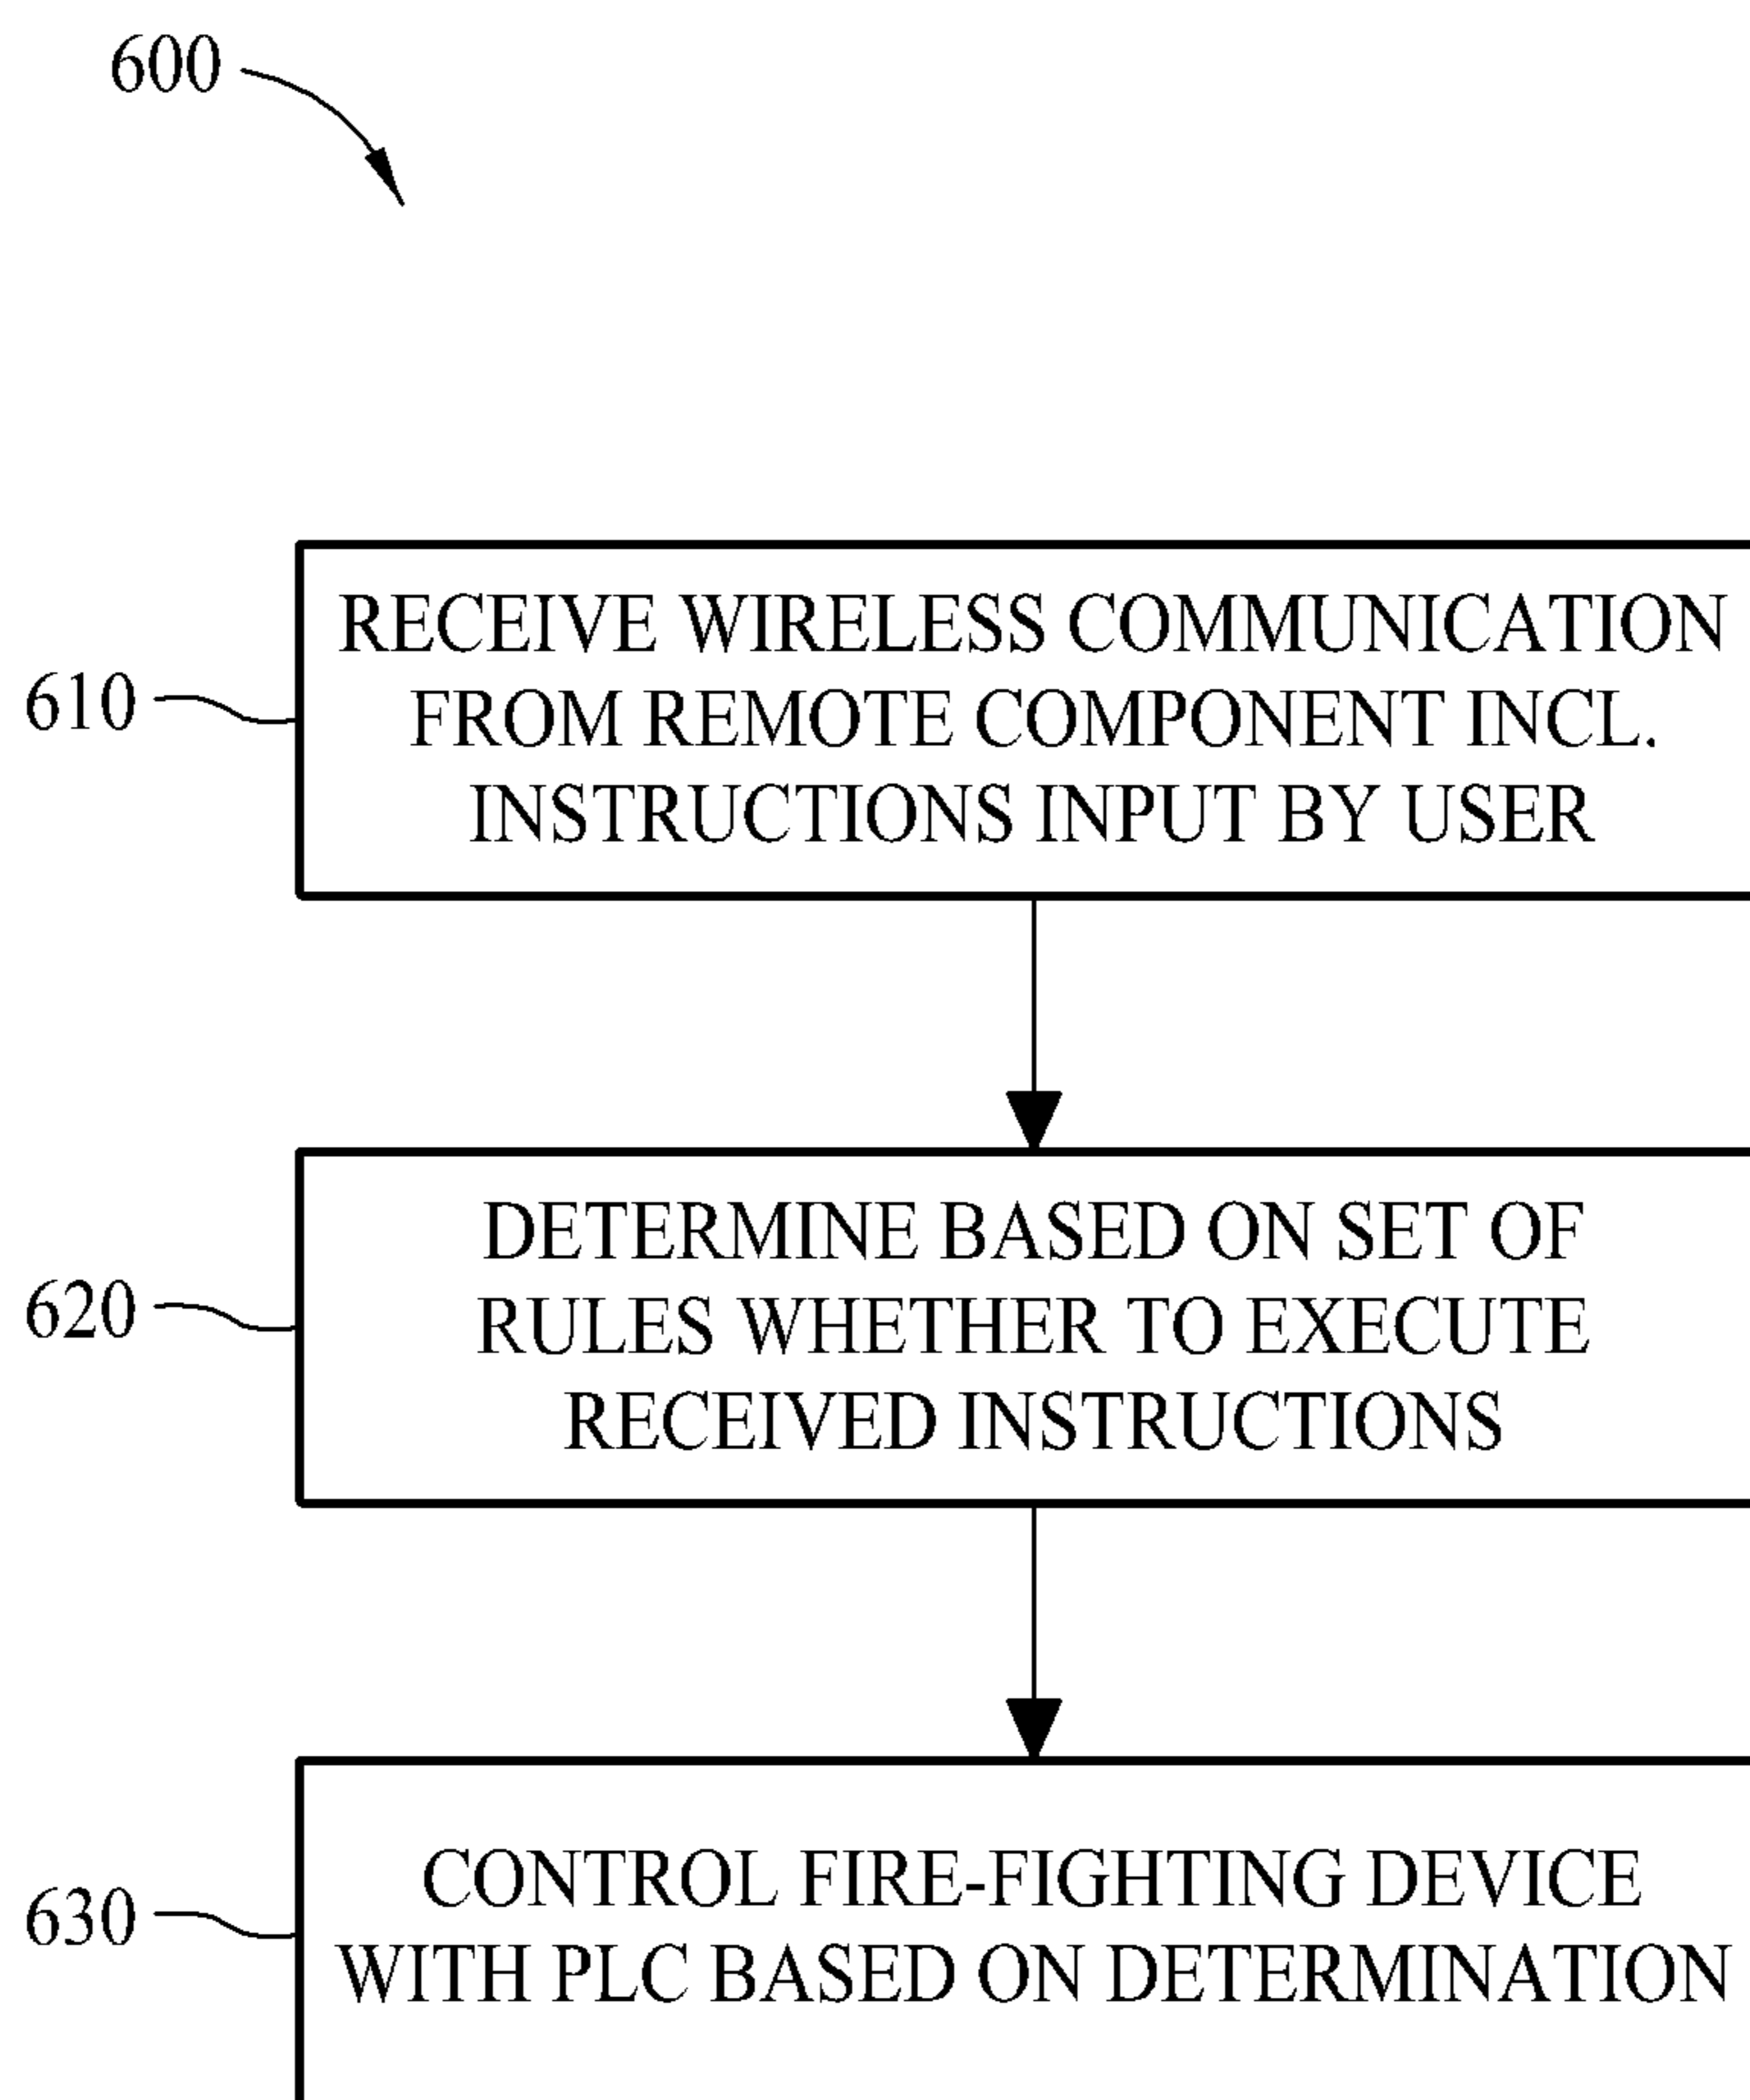 600
610
RECEIVE WIRELESS COMMUNICATION
FROM REMOTE COMPONENT INCL.
INSTRUCTIONS INPUT BY USER
620
DETERMINE BASED ON SET OF
RULES WHETHER TO EXECUTE
RECEIVED INSTRUCTIONS
630
CONTROL FIRE-FIGHTING DEVICE
WITH PLC BASED ON DETERMINATION